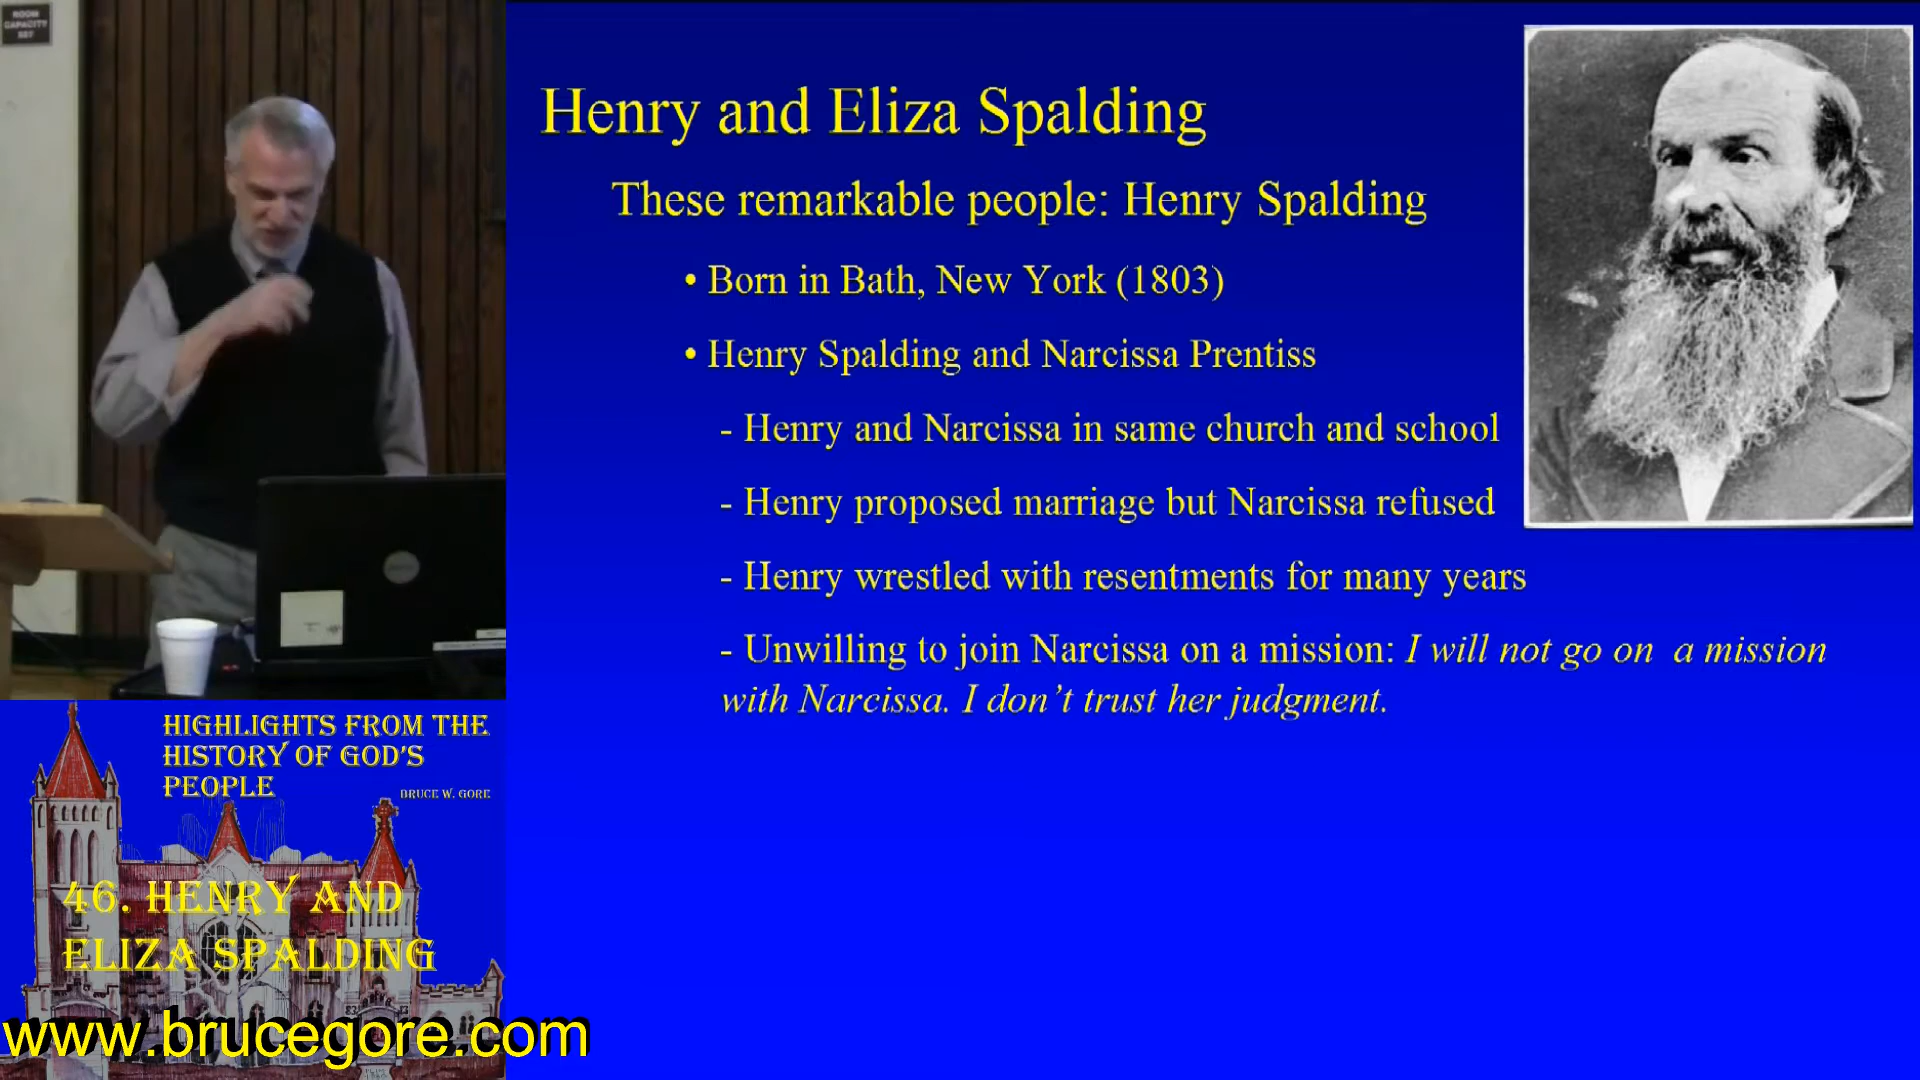 ROOM
CAPACITY
Henry and Eliza Spalding
These remarkable people: Henry Spalding
• Born in Bath, New York (1803)
• Henry Spalding and Narcissa Prentiss
- Henry and Narcissa in same church and school
- Henry proposed marriage but Narcissa refused
- Henry wrestled with resentments for many years
- Unwilling to join Narcissa on a mission: I will not go on a mission
with Narcissa. I don't trust her judgment.
HIGHLIGHTS FROM THE
HISTORY OF GOD'S
PEOPLE
BRUCE W. GORE
46. HENRY AND
ELIZA SPALDING
www.brucegore.com